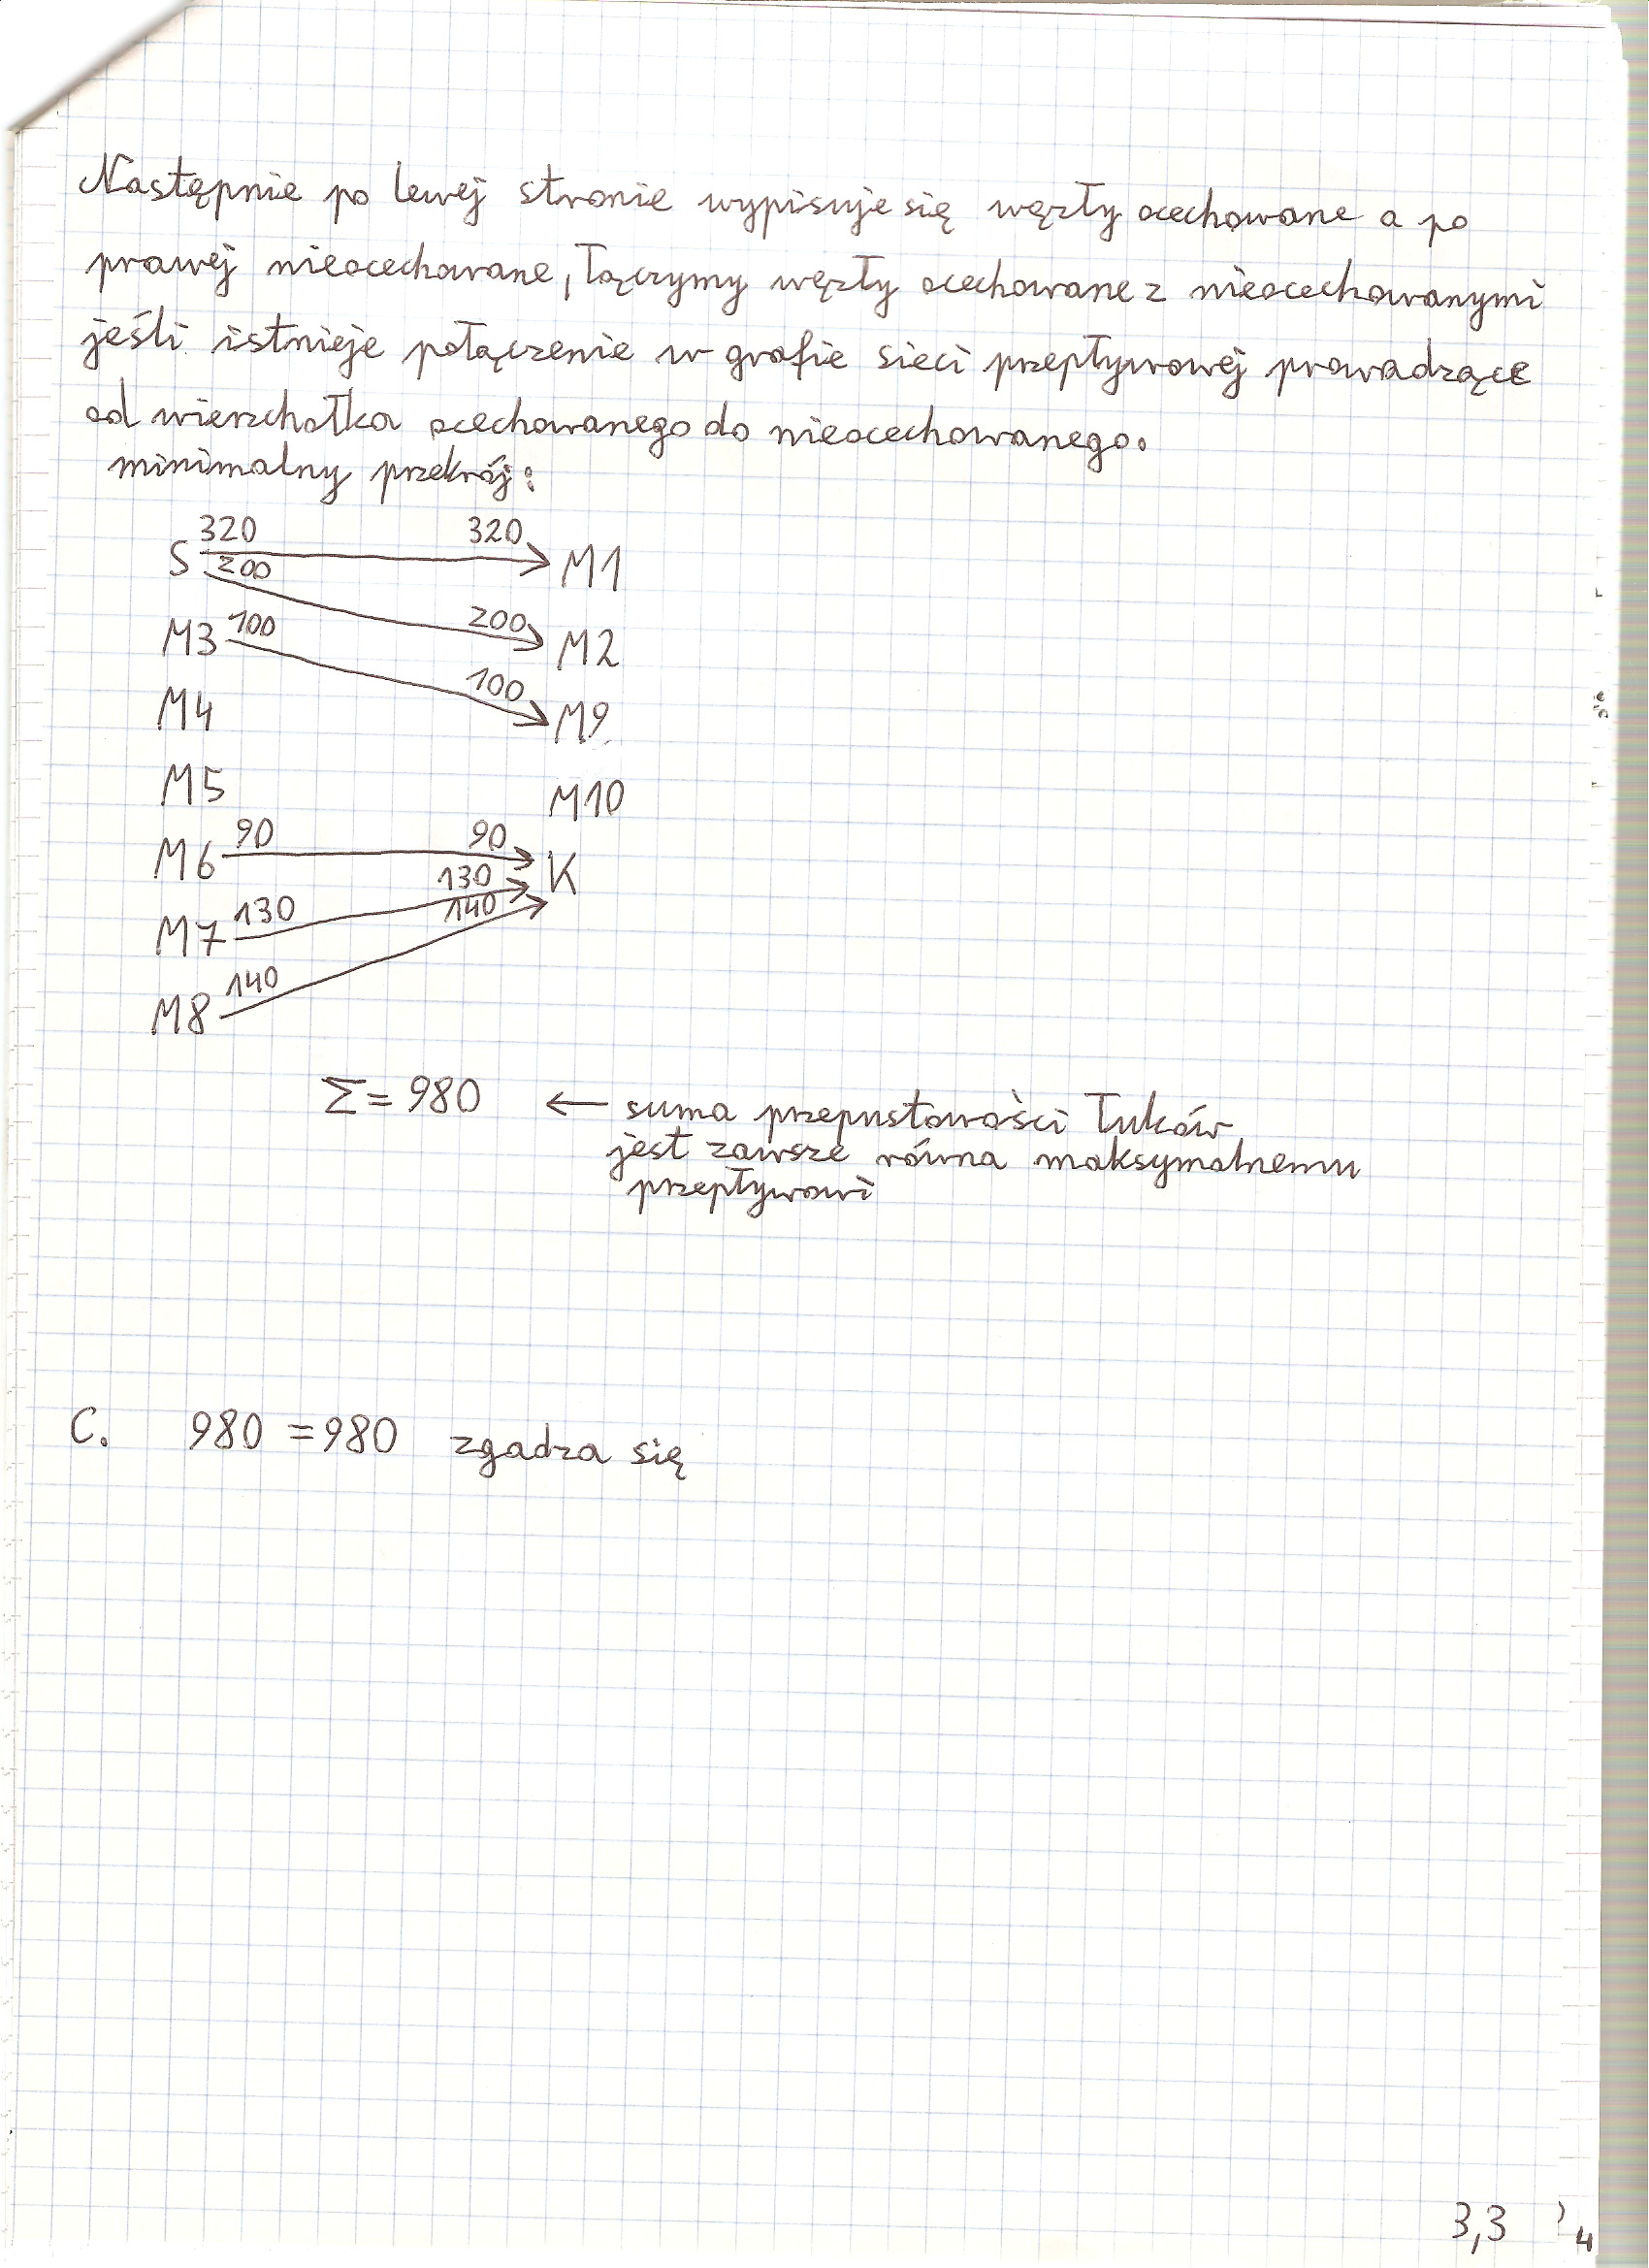 Następnie po lewej stronie wypisuje się węzły ocechowane a po
prawej nieocechowane, łączymy węzły ocechowane z nieocechowanymi
jeśli istnieje połączenie w grafie sieci przepływowej prowadzące
od wierzchołka ocechowanego do nieocechowanego.
minimalny przekrój:
S 320 320 M1
200
M3 100 200 M2
M4 100 M9
M5 M10
M6 90 90 K
130
M7 130 140
M8 140
Σ = 980 ← suma przepustowości łuków
jest zawsze równa maksymalnemu
przepływowi
C. 980 = 980 zgadza się
3,3 4